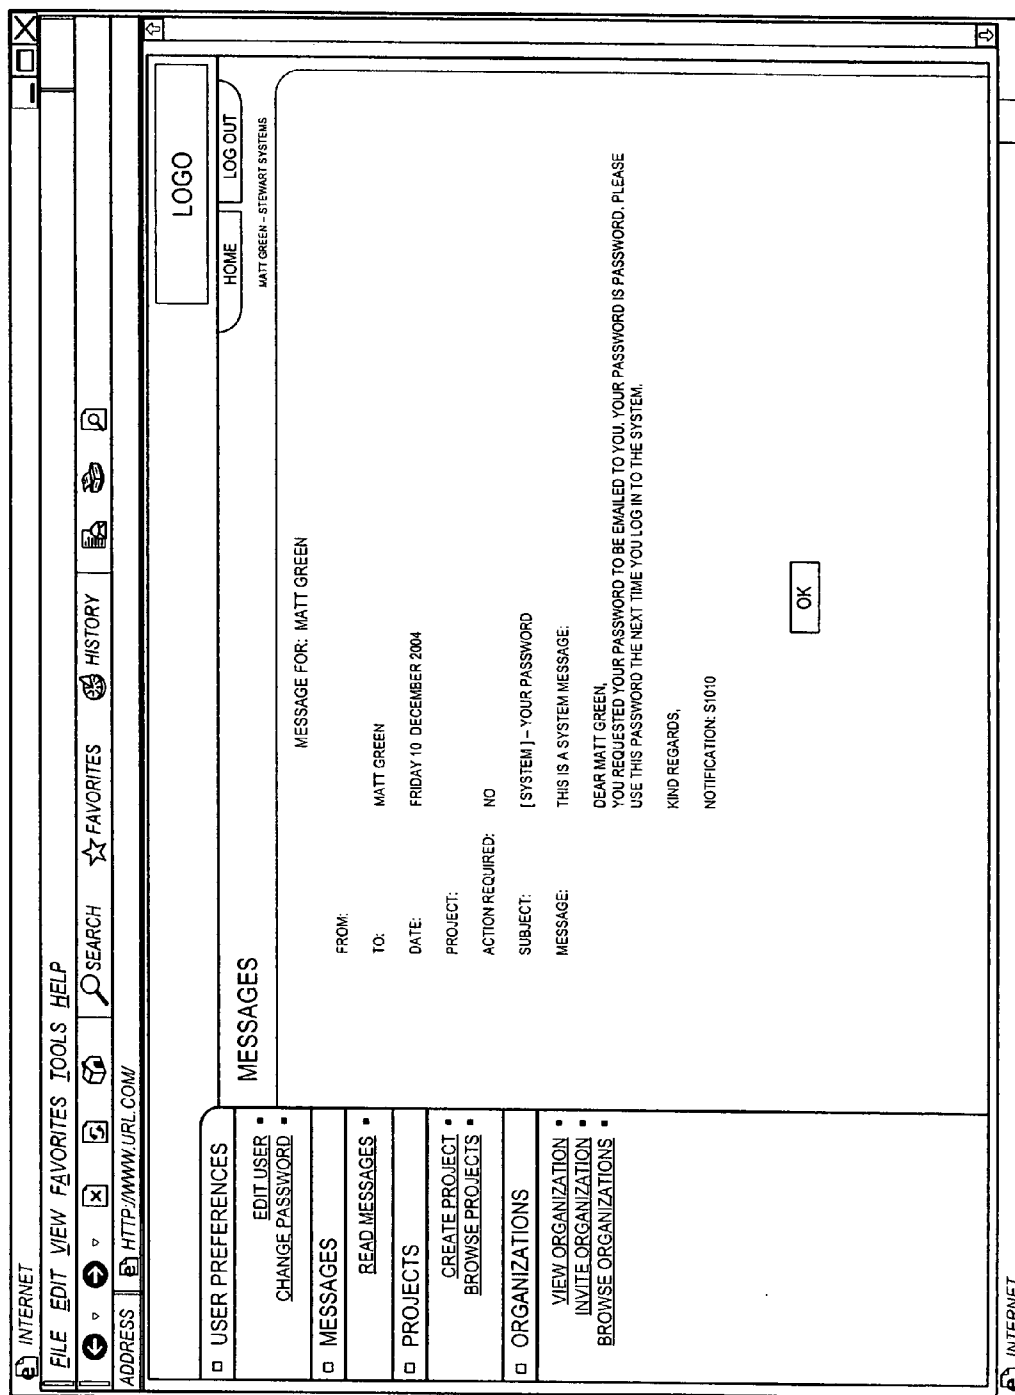 INTERNET
FILE EDIT VIEW FAVORITES TOOLS HELP
SEARCH FAVORITES HISTORY
ADDRESS HTTP://WWW.URL.COM/
LOGO
HOME LOG OUT
MATT GREEN – STEWART SYSTEMS
USER PREFERENCES
EDIT USER
CHANGE PASSWORD
MESSAGES
READ MESSAGES
PROJECTS
CREATE PROJECT
BROWSE PROJECTS
ORGANIZATIONS
VIEW ORGANIZATION
INVITE ORGANIZATION
BROWSE ORGANIZATIONS
MESSAGES
MESSAGE FOR: MATT GREEN
FROM:
TO: MATT GREEN
DATE: FRIDAY 10 DECEMBER 2004
PROJECT:
ACTION REQUIRED: NO
SUBJECT: [SYSTEM] – YOUR PASSWORD
MESSAGE: THIS IS A SYSTEM MESSAGE:
DEAR MATT GREEN,
YOU REQUESTED YOUR PASSWORD TO BE EMAILED TO YOU. YOUR PASSWORD IS PASSWORD. PLEASE
USE THIS PASSWORD THE NEXT TIME YOU LOG IN TO THE SYSTEM.
KIND REGARDS,
NOTIFICATION: S1010
OK
INTERNET